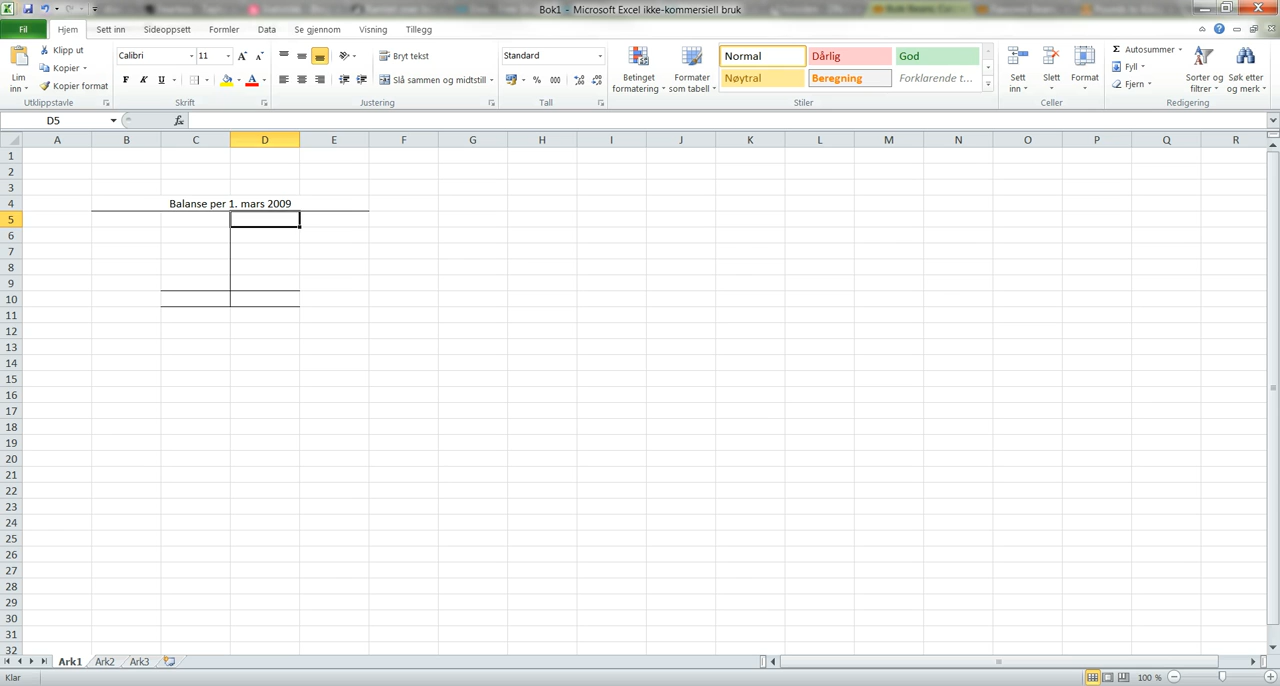 Bok1 - Microsoft Excel ikke-kommersiell bruk
Fil Hjem Sett inn Sideoppsett Formler Data Se gjennom Visning Tillegg
Lim inn
Klipp ut
Kopier
Kopier format
Utklippstavle
Calibri 11
F K U
Skrift
Bryt tekst
Slå sammen og midtstill
Justering
Standard
% 000
Tall
Betinget formatering
Formater som tabell
Normal Dårlig God
Nøytral Beregning Forklarende t...
Stiler
Sett inn Slett Format
Celler
Σ Autosummer
Fyll
Fjern
Sorter og filtrer
Søk etter og merk
Redigering
D5 fx
A B C D E F G H I J K L M N O P Q R
1
2
3
4 Balanse per 1. mars 2009
5
6
7
8
9
10
11
12
13
14
15
16
17
18
19
20
21
22
23
24
25
26
27
28
29
30
31
32
Ark1 Ark2 Ark3
Klar 100 %